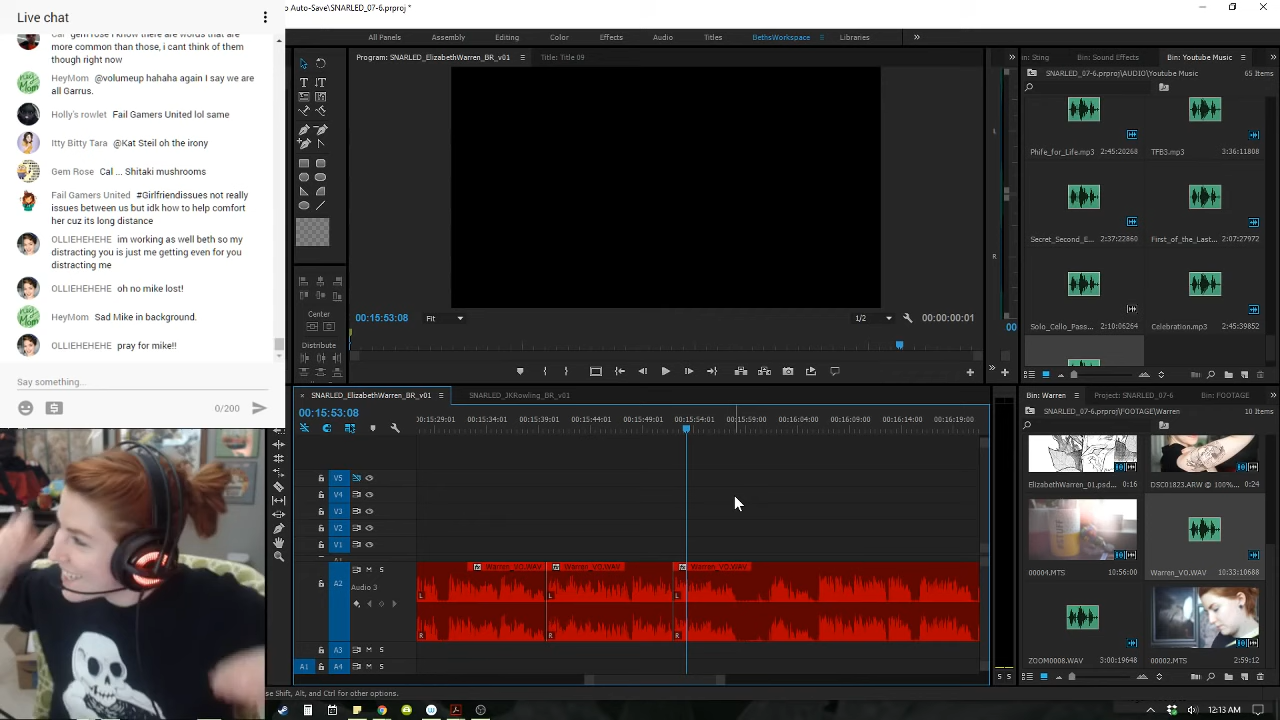 Live chat
Auto-Save/SNARLED_07-6.prproj *
Cal gem rose i know there are words that are
more common than those, i cant think of them
though right now
HeyMom @volumeup hahaha again I say we are
all Garrus.
Holly's rowlet Fail Gamers United lol same
Itty Bitty Tara @Kat Steil oh the irony
Gem Rose Cal ... Shitaki mushrooms
Fail Gamers United #Girlfriendissues not really
issues between us but idk how to help comfort
her cuz its long distance
OLLIEHEHEHE im working as well beth so my
distracting you is just me getting even for you
distracting me
OLLIEHEHEHE oh no mike lost!
HeyMom Sad Mike in background.
OLLIEHEHEHE pray for mike!!
Say something...
0/200
All Panels Assembly Editing Color Effects Audio Titles BethsWorkspace Libraries
Program: SNARLED_ElizabethWarren_BR_v01 Title: Title 09
Center
Distribute
00:15:53:08 Fit 1/2 00:00:00:01
Bin: Sound Effects Bin: Youtube Music
SNARLED_07-6.prproj\AUDIO\Youtube Music 65 Items
Phife_for_Life.mp3 2:45:20268 TFB3.mp3 3:36:11808
Secret_Second_E... 2:37:22860 First_of_the_Last... 2:07:27972
Solo_Cello_Pass... 2:10:06264 Celebration.mp3 2:45:39852
SNARLED_ElizabethWarren_BR_v01 SNARLED_JKRowling_BR_v01
00:15:53:08
00:15:29:01 00:15:34:01 00:15:39:01 00:15:44:01 00:15:49:01 00:15:54:01 00:15:59:00 00:16:04:00 00:16:09:00 00:16:14:00 00:16:19:00
V5
V4
V3
V2
V1
A2 M S
Audio 3
Warren_VO.WAV Warren_VO.WAV Warren_VO.WAV
L L L
R R R
A3 M S
A1 A4 M S
S S
Bin: Warren Project: SNARLED_07-6 Bin: FOOTAGE
SNARLED_07-6.prproj\FOOTAGE\Warren
ElizabethWarren_01.psd... 0:16 DSC01823.ARW @ 100% 0:24
00004.MTS 10:56:00 Warren_VO.WAV 10:33:10688
ZOOM0008.WAV 3:00:19648 00002.MTS 2:59:12
se Shift, Alt, and Ctrl for other options.
12:13 AM